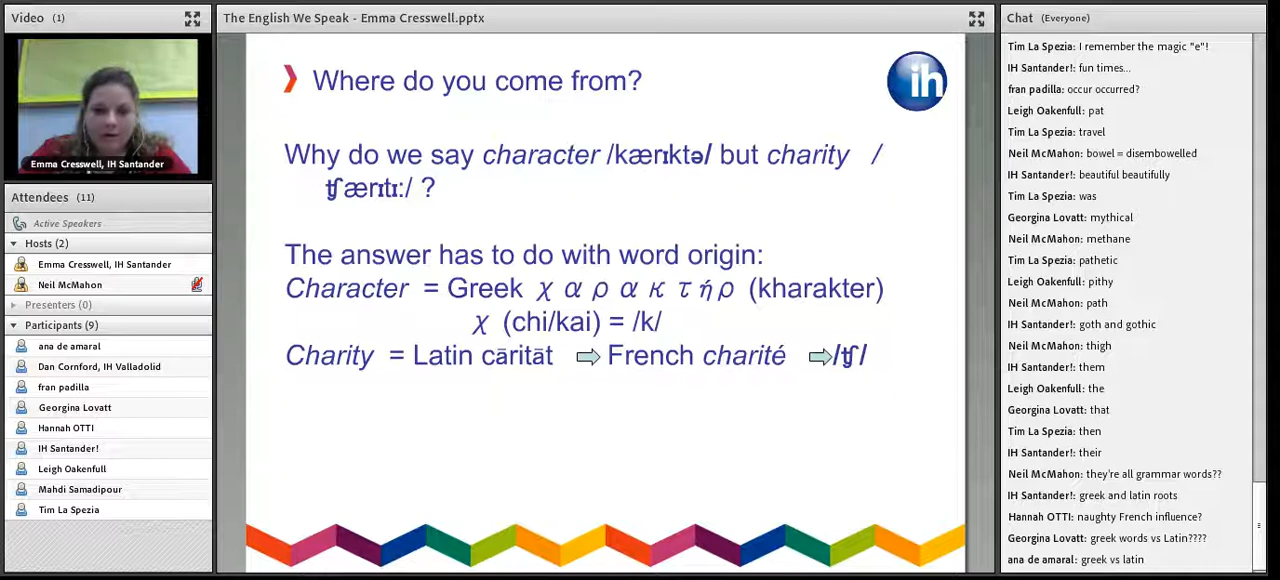 Video (1)
Emma Cresswell, IH Santander
Attendees (11)
Active Speakers
Hosts (2)
Emma Cresswell, IH Santander
Neil McMahon
Presenters (0)
Participants (9)
ana de amaral
Dan Cornford, IH Valladolid
fran padilla
Georgina Lovatt
Hannah OTTI
IH Santander!
Leigh Oakenfull
Mahdi Samadipour
Tim La Spezia
The English We Speak - Emma Cresswell.pptx
Where do you come from?
ih
Why do we say character /kærɪktə/ but charity /
ʧærɪtɪ:/ ?
The answer has to do with word origin:
Character = Greek χ α ρ α κ τ ή ρ (kharakter)
χ (chi/kai) = /k/
Charity = Latin cāritāt ⇨ French charité ⇨/ʧ/
Chat (Everyone)
Tim La Spezia: I remember the magic "e"!
IH Santander!: fun times...
fran padilla: occur occurred?
Leigh Oakenfull: pat
Tim La Spezia: travel
Neil McMahon: bowel = disembowelled
IH Santander!: beautiful beautifully
Tim La Spezia: was
Georgina Lovatt: mythical
Neil McMahon: methane
Tim La Spezia: pathetic
Leigh Oakenfull: pithy
Neil McMahon: path
IH Santander!: goth and gothic
Neil McMahon: thigh
IH Santander!: them
Leigh Oakenfull: the
Georgina Lovatt: that
Tim La Spezia: then
IH Santander!: their
Neil McMahon: they're all grammar words??
IH Santander!: greek and latin roots
Hannah OTTI: naughty French influence?
Georgina Lovatt: greek words vs Latin????
ana de amaral: greek vs latin